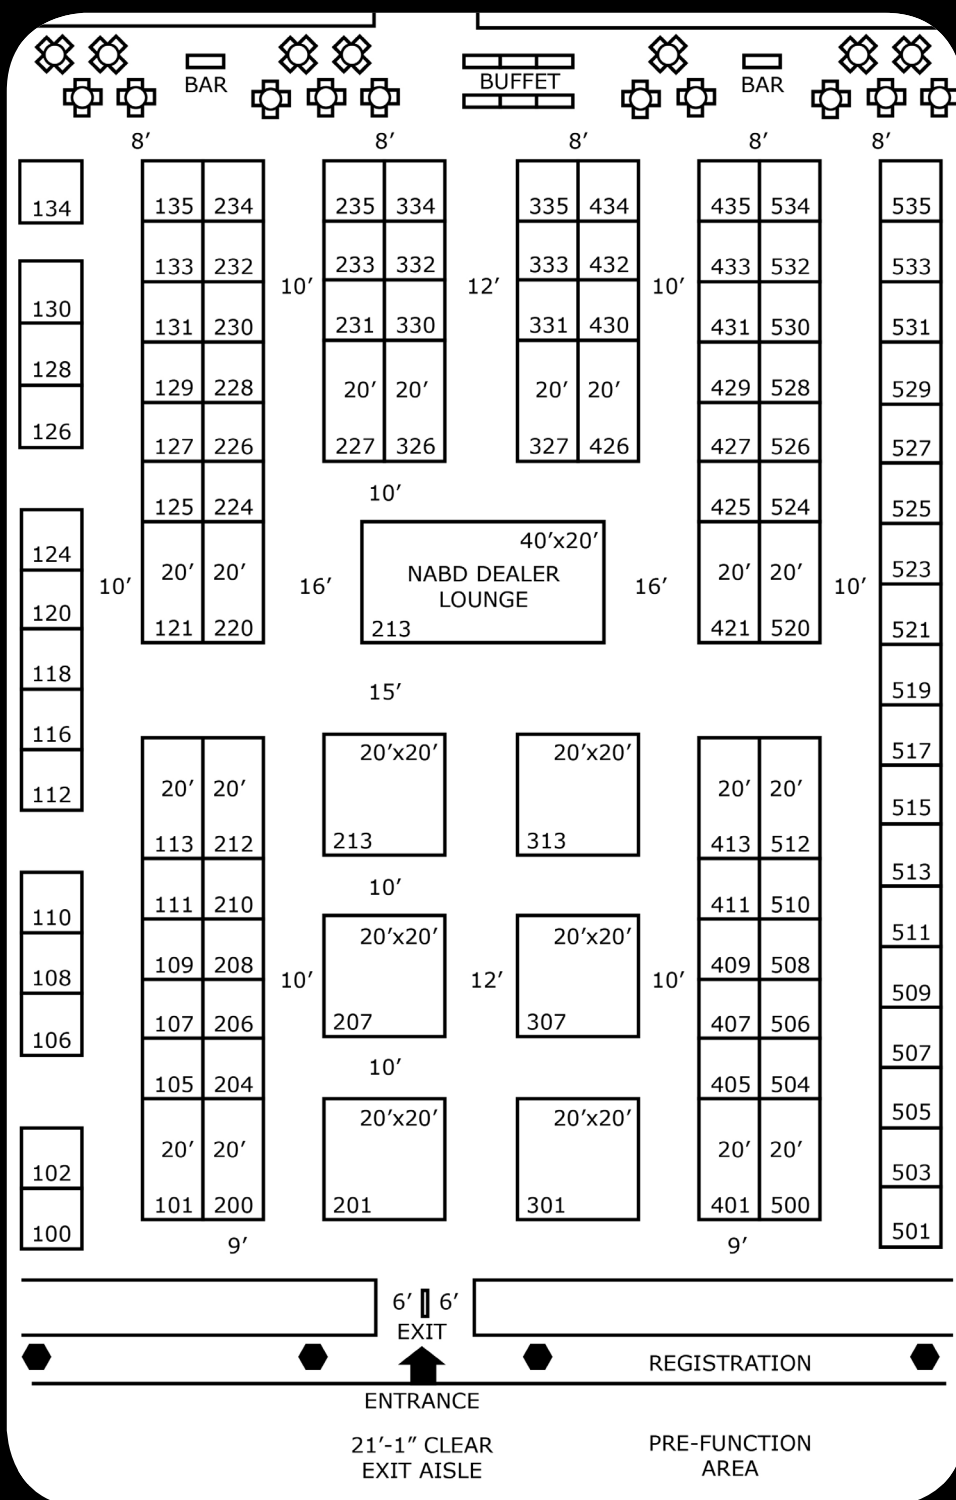 BAR
BUFFET
BAR
8′ 8′ 8′ 8′ 8′
134 135 234 235 334 335 434 435 534 535
133 232 233 332 333 432 433 532 533
10′ 12′ 10′
130 131 230 231 330 331 430 431 530 531
128 129 228 20′ 20′ 20′ 20′ 429 528 529
126 127 226 227 326 327 426 427 526 527
10′
125 224 425 524 525
40′x20′
124 20′ 20′ NABD DEALER 20′ 20′ 523
10′ 16′ LOUNGE 16′ 10′
120 121 220 213 421 520 521
118 519
15′
116 20′x20′ 20′x20′ 517
112 20′ 20′ 20′ 20′ 515
113 212 213 313 413 512
10′ 513
110 111 210 411 510 511
20′x20′ 20′x20′
108 109 208 409 508
10′ 12′ 10′ 509
106 107 206 207 307 407 506 507
10′
105 204 405 504 505
20′x20′ 20′x20′
102 20′ 20′ 20′ 20′ 503
101 200 201 301 401 500
100 501
9′ 9′
6′ 6′
EXIT
REGISTRATION
ENTRANCE
21′-1″ CLEAR
EXIT AISLE
PRE-FUNCTION
AREA